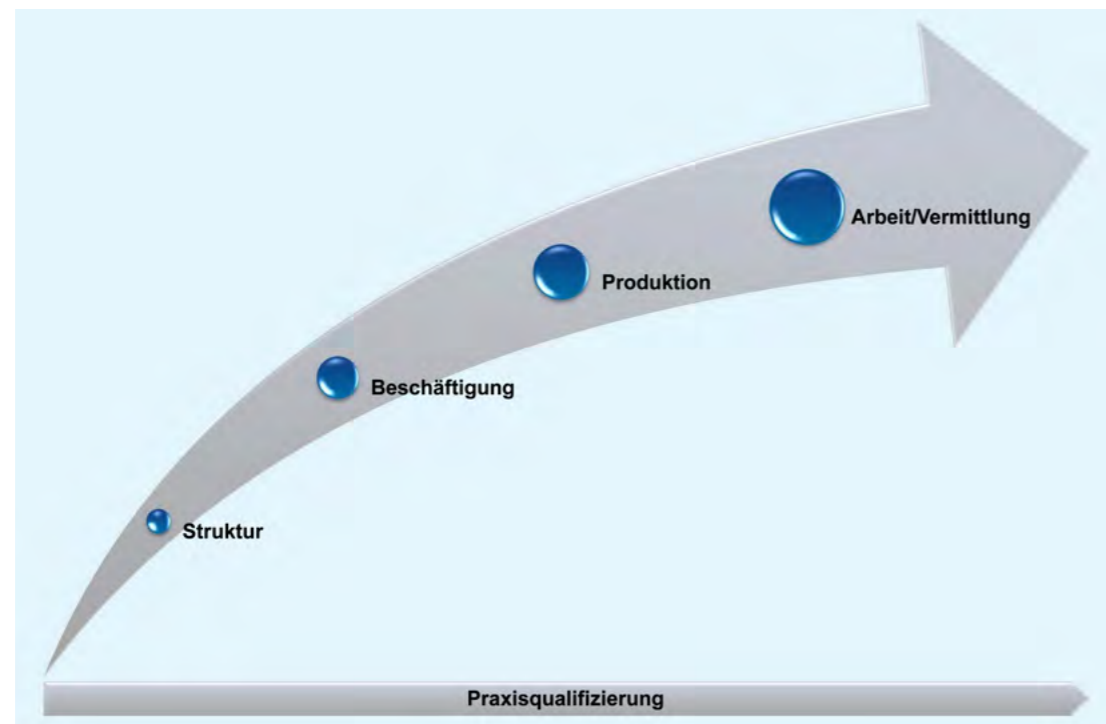 Arbeit/Vermittlung
Produktion
Beschäftigung
Struktur
Praxisqualifizierung